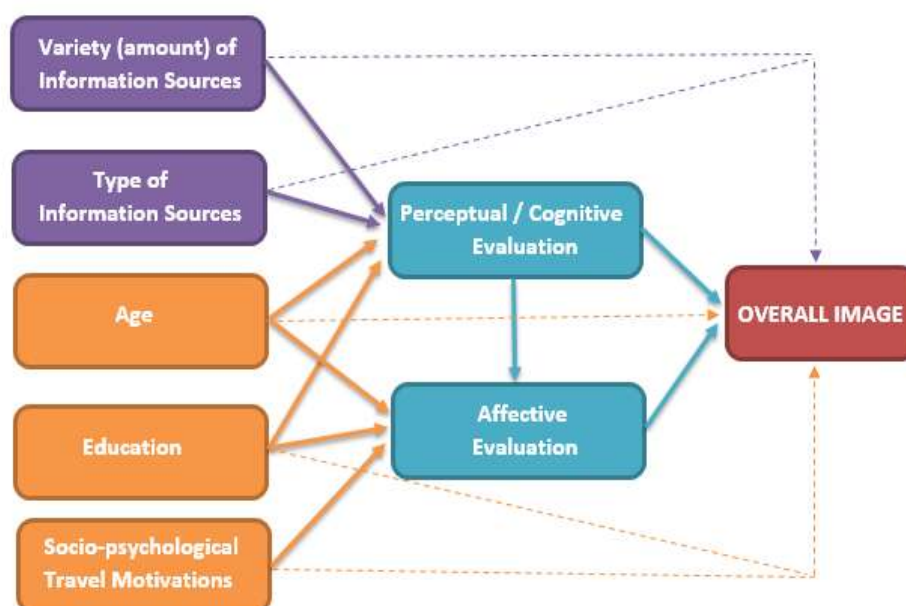 Variety (amount) of
Information Sources
Type of
Information Sources
Perceptual / Cognitive
Evaluation
Age
OVERALL IMAGE
Affective
Evaluation
Education
Socio-psychological
Travel Motivations